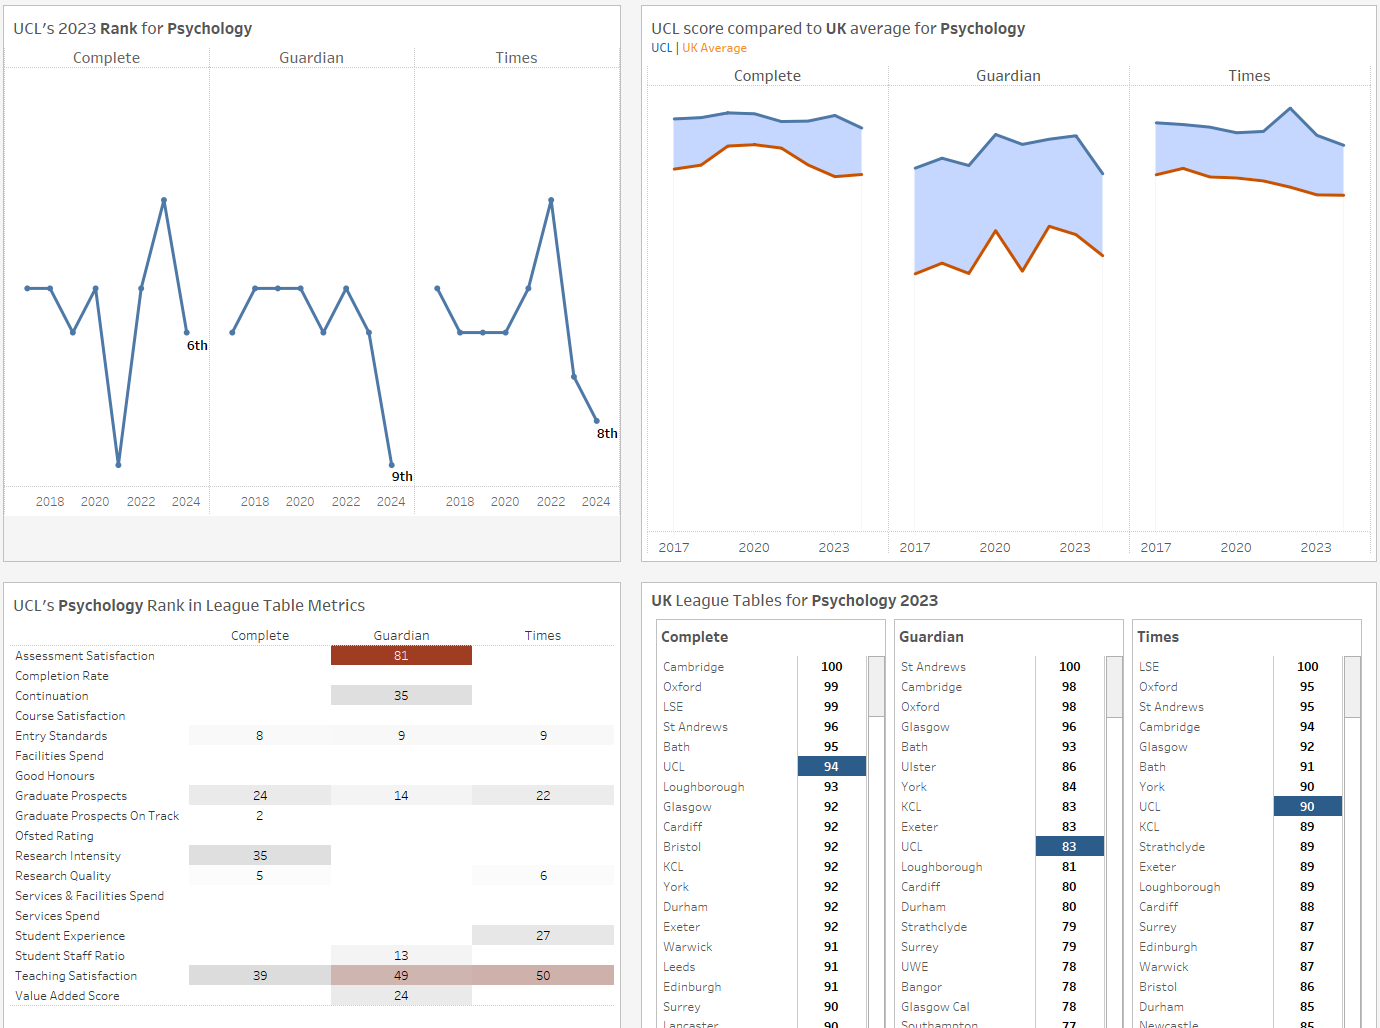 UCL's 2023 Rank for Psychology
Complete Guardian Times
6th
9th
8th
2018 2020 2022 2024 2018 2020 2022 2024 2018 2020 2022 2024
UCL score compared to UK average for Psychology
UCL | UK Average
Complete Guardian Times
2017 2020 2023 2017 2020 2023 2017 2020 2023
UCL's Psychology Rank in League Table Metrics
Complete Guardian Times
Assessment Satisfaction 81
Completion Rate
Continuation 35
Course Satisfaction
Entry Standards 8 9 9
Facilities Spend
Good Honours
Graduate Prospects 24 14 22
Graduate Prospects On Track 2
Ofsted Rating
Research Intensity 35
Research Quality 5 6
Services & Facilities Spend
Services Spend
Student Experience 27
Student Staff Ratio 13
Teaching Satisfaction 39 49 50
Value Added Score 24
UK League Tables for Psychology 2023
Complete
Cambridge 100
Oxford 99
LSE 99
St Andrews 96
Bath 95
UCL 94
Loughborough 93
Glasgow 92
Cardiff 92
Bristol 92
KCL 92
York 92
Durham 92
Exeter 92
Warwick 91
Leeds 91
Edinburgh 91
Surrey 90
Lancaster 90
Guardian
St Andrews 100
Cambridge 98
Oxford 98
Glasgow 96
Bath 93
Ulster 86
York 84
KCL 83
Exeter 83
UCL 83
Loughborough 81
Cardiff 80
Durham 80
Strathclyde 79
Surrey 79
UWE 78
Bangor 78
Glasgow Cal 78
Southampton 77
Times
LSE 100
Oxford 95
St Andrews 95
Cambridge 94
Glasgow 92
Bath 91
York 90
UCL 90
KCL 89
Strathclyde 89
Exeter 89
Loughborough 89
Cardiff 88
Surrey 87
Edinburgh 87
Warwick 87
Bristol 86
Durham 85
Newcastle 85